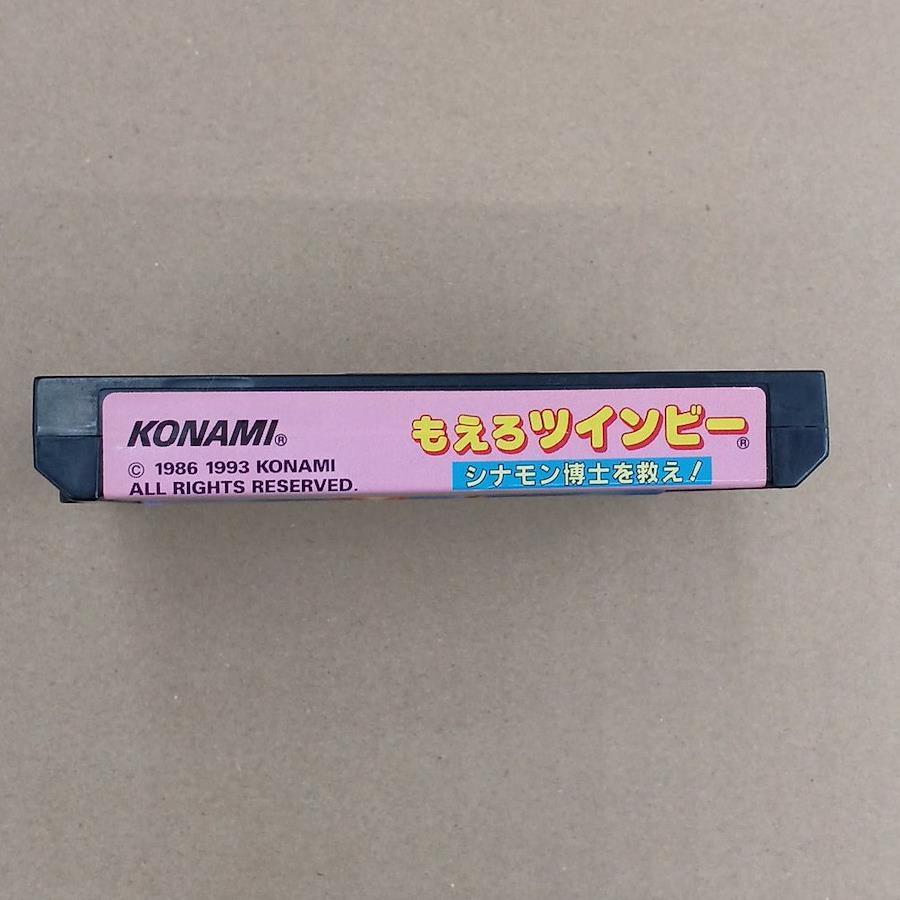 KONAMI®
© 1986 1993 KONAMI
ALL RIGHTS RESERVED.
もえろツインビー®
シナモン博士を救え!